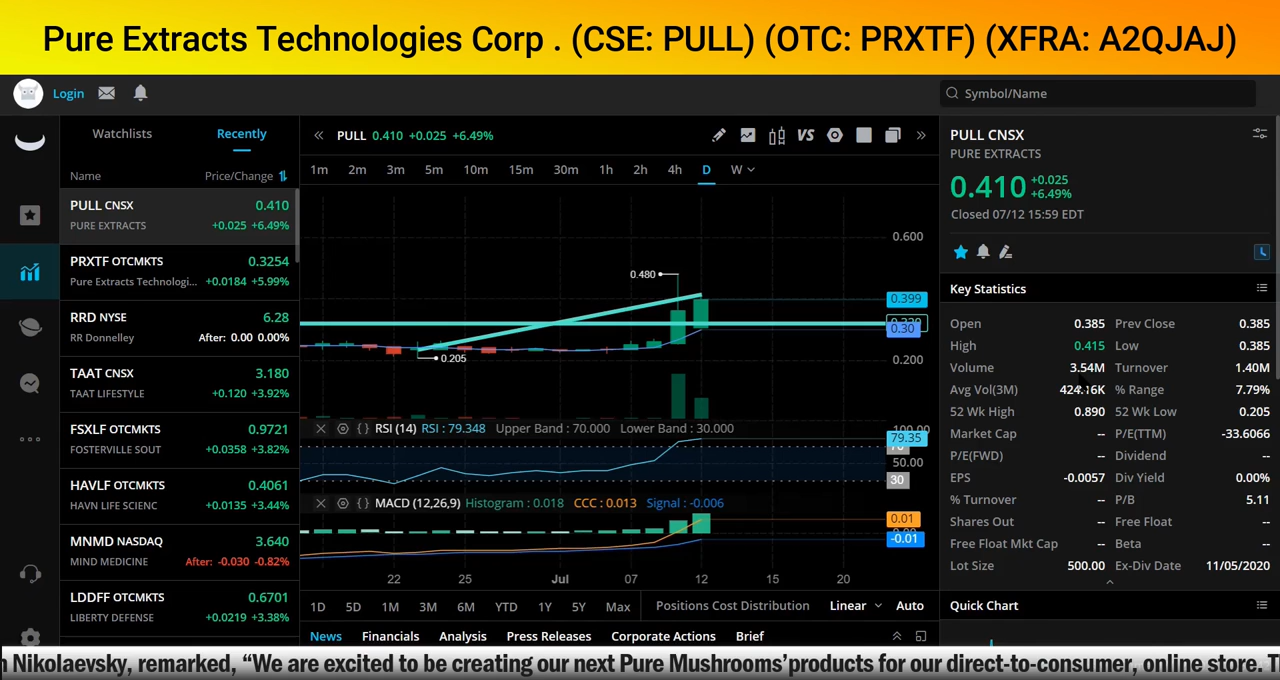 Pure Extracts Technologies Corp . (CSE: PULL) (OTC: PRXTF) (XFRA: A2QJAJ)
Login
Symbol/Name
Watchlists Recently
Name Price/Change
PULL CNSX 0.410
PURE EXTRACTS +0.025 +6.49%
PRXTF OTCMKTS 0.3254
Pure Extracts Technologi... +0.0184 +5.99%
RRD NYSE 6.28
RR Donnelley After: 0.00 0.00%
TAAT CNSX 3.180
TAAT LIFESTYLE +0.120 +3.92%
FSXLF OTCMKTS 0.9721
FOSTERVILLE SOUT +0.0358 +3.82%
HAVLF OTCMKTS 0.4061
HAVN LIFE SCIENC +0.0135 +3.44%
MNMD NASDAQ 3.640
MIND MEDICINE After: -0.030 -0.82%
LDDFF OTCMKTS 0.6701
LIBERTY DEFENSE +0.0219 +3.38%
PULL 0.410 +0.025 +6.49%
VS
1m 2m 3m 5m 10m 15m 30m 1h 2h 4h D W
0.600
0.480
0.399
0.30
0.200
0.205
RSI (14) RSI : 79.348 Upper Band : 70.000 Lower Band : 30.000
100.00
79.35
70
50.00
30
MACD (12,26,9) Histogram : 0.018 CCC : 0.013 Signal : -0.006
0.01
-0.01
22 25 Jul 07 12 15 20
1D 5D 1M 3M 6M YTD 1Y 5Y Max Positions Cost Distribution Linear Auto
News Financials Analysis Press Releases Corporate Actions Brief
PULL CNSX
PURE EXTRACTS
0.410 +0.025
+6.49%
Closed 07/12 15:59 EDT
Key Statistics
Open 0.385 Prev Close 0.385
High 0.415 Low 0.385
Volume 3.54M Turnover 1.40M
Avg Vol(3M) 424.16K % Range 7.79%
52 Wk High 0.890 52 Wk Low 0.205
Market Cap -- P/E(TTM) -33.6066
P/E(FWD) -- Dividend --
EPS -0.0057 Div Yield 0.00%
% Turnover -- P/B 5.11
Shares Out -- Free Float --
Free Float Mkt Cap -- Beta --
Lot Size 500.00 Ex-Div Date 11/05/2020
Quick Chart
Nikolaevsky, remarked, “We are excited to be creating our next Pure Mushrooms’products for our direct-to-consumer, online store.